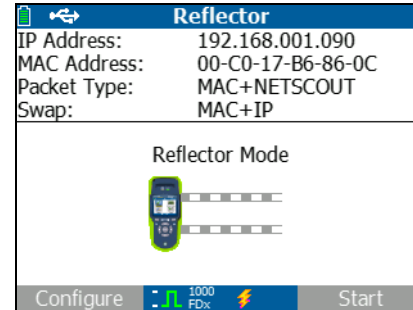 Reflector
IP Address: 192.168.001.090
MAC Address: 00-C0-17-B6-86-0C
Packet Type: MAC+NETSCOUT
Swap: MAC+IP
Reflector Mode
Configure 1000 FDx Start